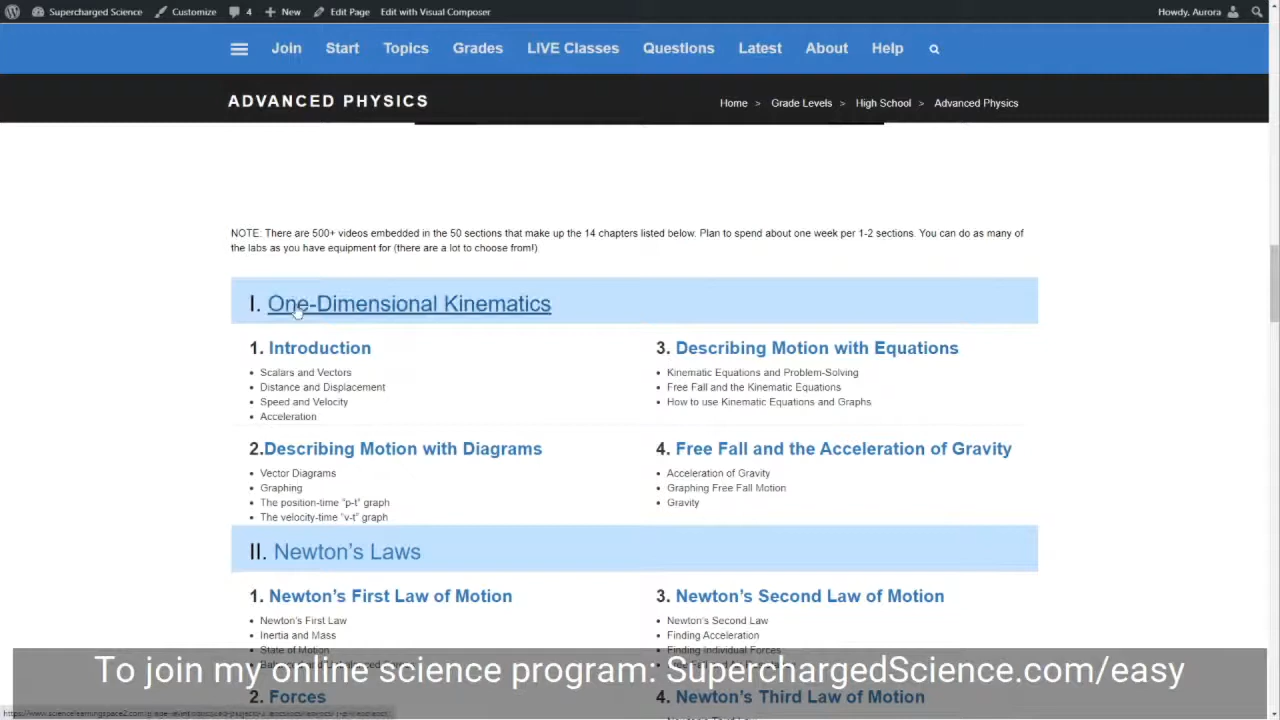 Supercharged Science Customize 4 New Edit Page Edit with Visual Composer Howdy, Aurora
Join Start Topics Grades LIVE Classes Questions Latest About Help
ADVANCED PHYSICS
Home > Grade Levels > High School > Advanced Physics
NOTE: There are 500+ videos embedded in the 50 sections that make up the 14 chapters listed below. Plan to spend about one week per 1-2 sections. You can do as many of
the labs as you have equipment for (there are a lot to choose from!)
I. One-Dimensional Kinematics
1. Introduction
• Scalars and Vectors
• Distance and Displacement
• Speed and Velocity
• Acceleration
3. Describing Motion with Equations
• Kinematic Equations and Problem-Solving
• Free Fall and the Kinematic Equations
• How to use Kinematic Equations and Graphs
2.Describing Motion with Diagrams
• Vector Diagrams
• Graphing
• The position-time "p-t" graph
• The velocity-time "v-t" graph
4. Free Fall and the Acceleration of Gravity
• Acceleration of Gravity
• Graphing Free Fall Motion
• Gravity
II. Newton's Laws
1. Newton's First Law of Motion
• Newton's First Law
• Inertia and Mass
• State of Motion
3. Newton's Second Law of Motion
• Newton's Second Law
• Finding Acceleration
• Finding Individual Forces
To join my online science program: SuperchargedScience.com/easy
2. Forces
4. Newton's Third Law of Motion